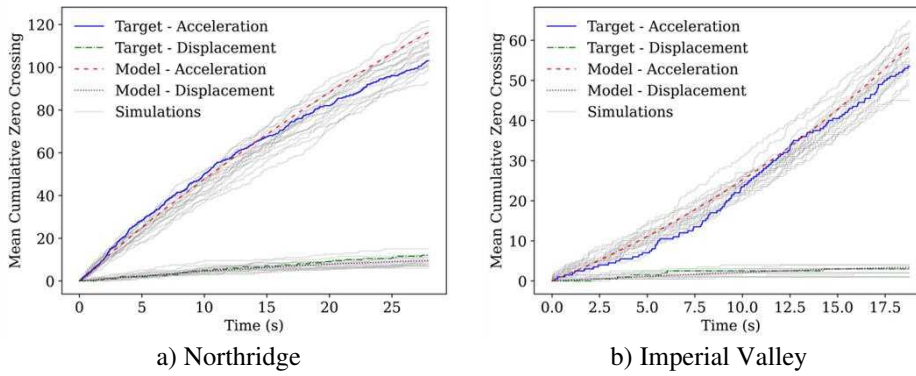 Mean Cumulative Zero Crossing
120
100
80
60
40
20
0
Target - Acceleration
Target - Displacement
Model - Acceleration
Model - Displacement
Simulations
0
5
10
15
20
25
Time (s)
a) Northridge
Mean Cumulative Zero Crossing
60
50
40
30
20
10
0
Target - Acceleration
Target - Displacement
Model - Acceleration
Model - Displacement
Simulations
0.0
2.5
5.0
7.5
10.0
12.5
15.0
17.5
Time (s)
b) Imperial Valley